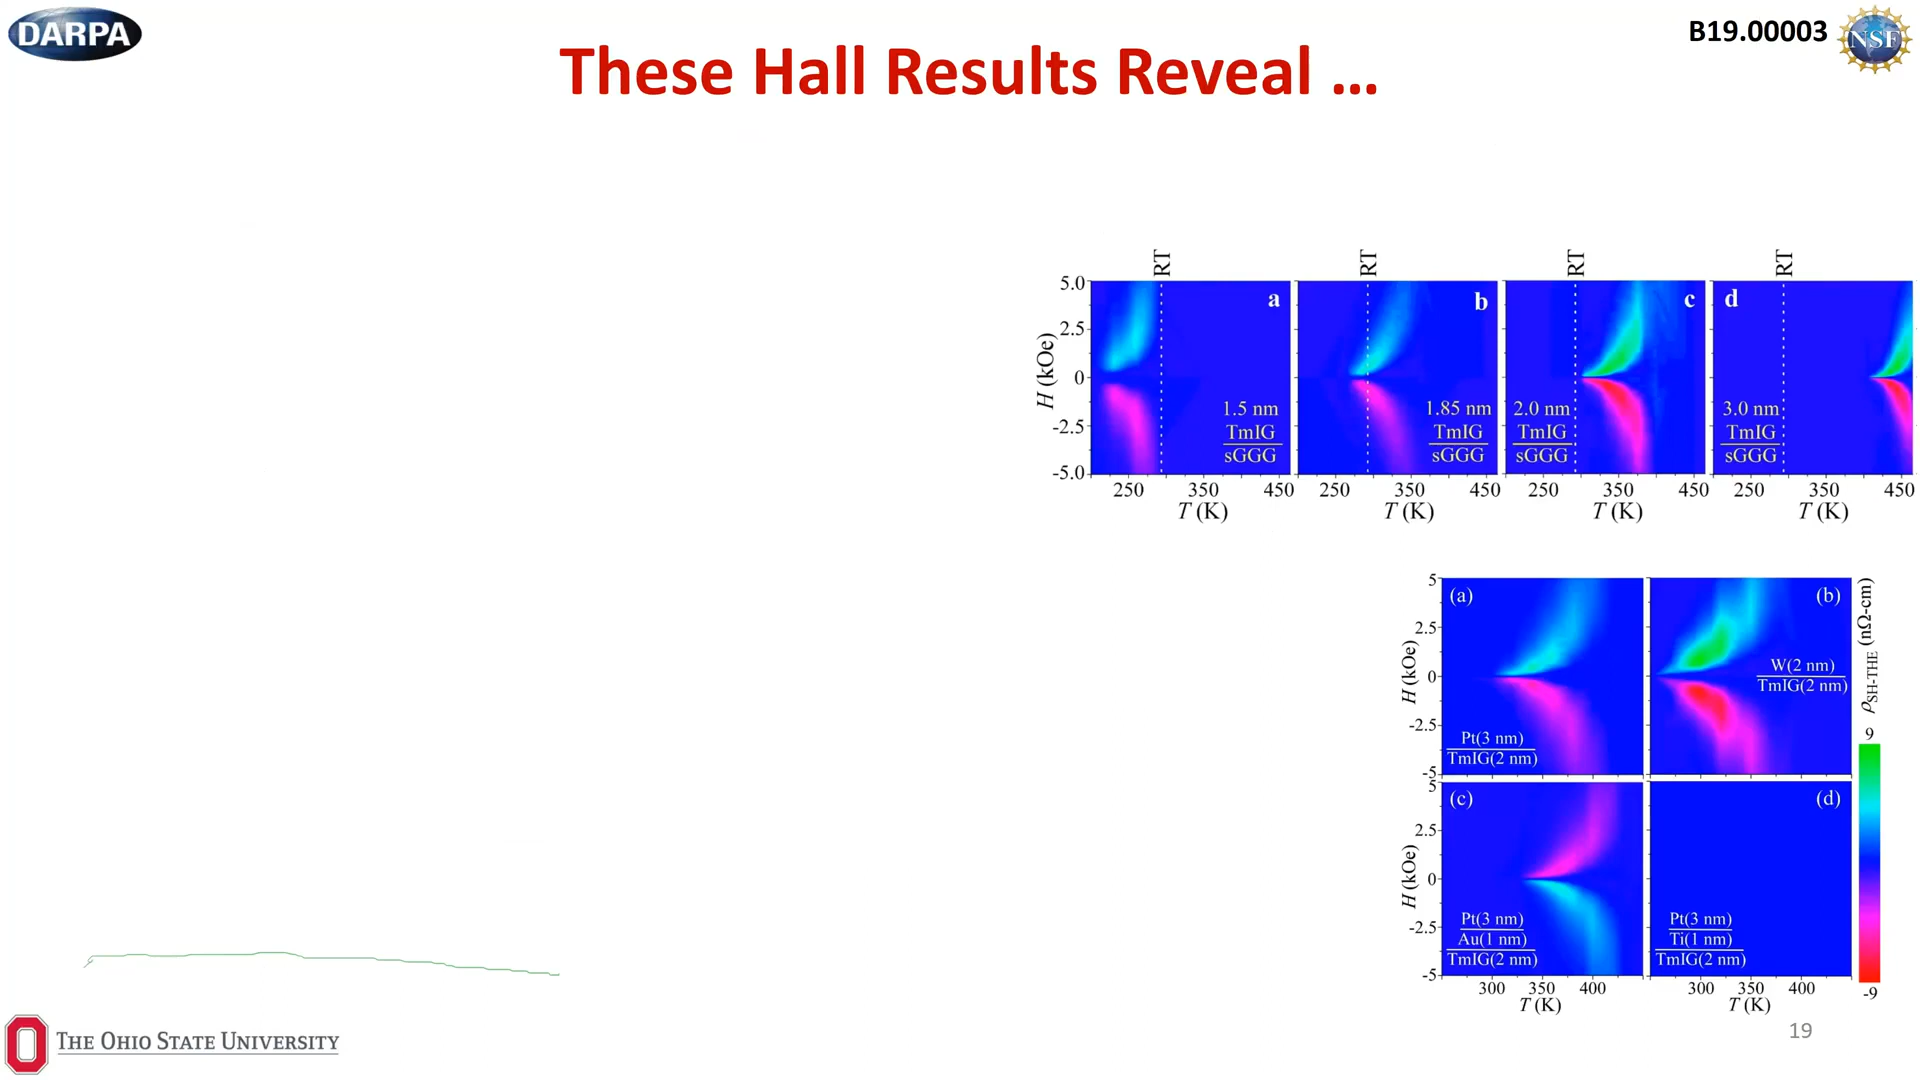 DARPA
B19.00003
NSF
These Hall Results Reveal ...
RT RT RT RT
H (kOe)
5.0
2.5
0
-2.5
-5.0
a
1.5 nm
TmIG
sGGG
b
1.85 nm
TmIG
sGGG
c
2.0 nm
TmIG
sGGG
d
3.0 nm
TmIG
sGGG
250 350 450 250 350 450 250 350 450 250 350 450
T (K) T (K) T (K) T (K)
H (kOe)
5
2.5
0
-2.5
-5
(a)
Pt(3 nm)
TmIG(2 nm)
(b)
W(2 nm)
TmIG(2 nm)
H (kOe)
5
2.5
0
-2.5
-5
(c)
Pt(3 nm)
Au(1 nm)
TmIG(2 nm)
(d)
Pt(3 nm)
Ti(1 nm)
TmIG(2 nm)
300 350 400 300 350 400
T (K) T (K)
ρSH-THE (nΩ-cm)
9
-9
THE OHIO STATE UNIVERSITY
19